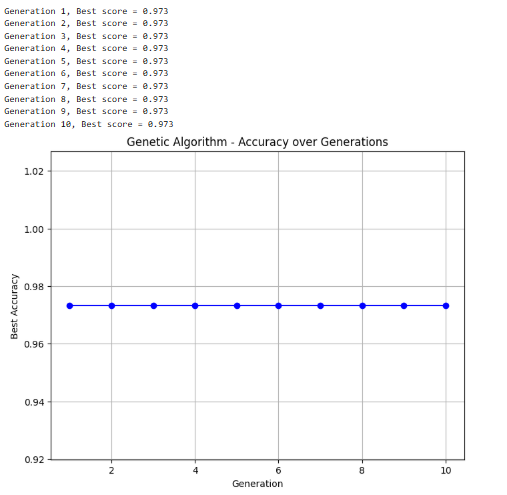 Generation 1, Best score = 0.973
Generation 2, Best score = 0.973
Generation 3, Best score = 0.973
Generation 4, Best score = 0.973
Generation 5, Best score = 0.973
Generation 6, Best score = 0.973
Generation 7, Best score = 0.973
Generation 8, Best score = 0.973
Generation 9, Best score = 0.973
Generation 10, Best score = 0.973
Genetic Algorithm - Accuracy over Generations
1.02
1.00
0.98
0.96
0.94
0.92
Best Accuracy
2 4 6 8 10
Generation